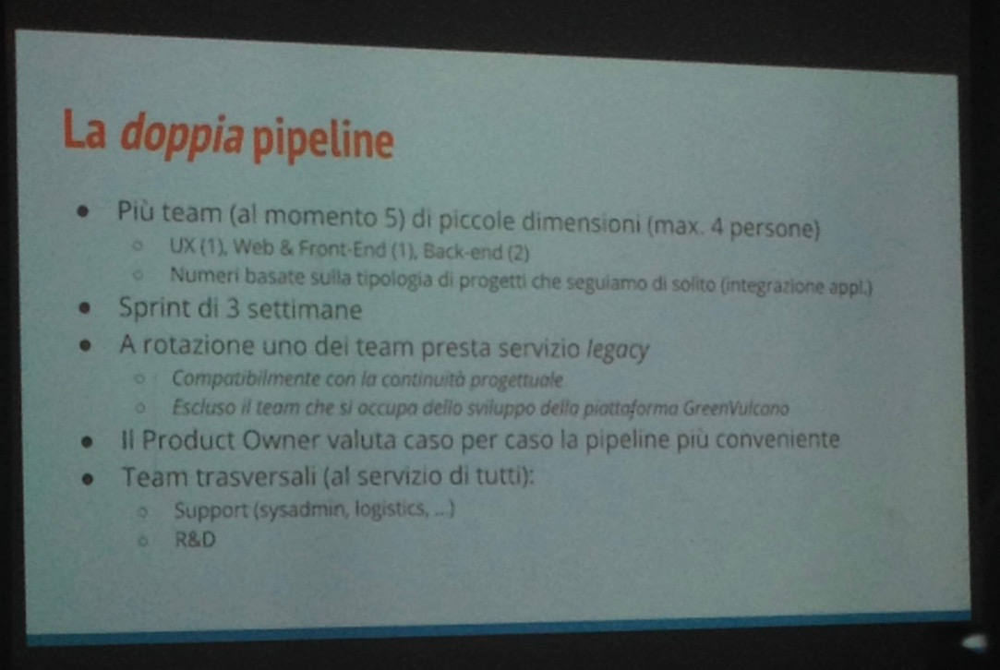 La doppia pipeline
● Più team (al momento 5) di piccole dimensioni (max. 4 persone)
○ UX (1), Web & Front-End (1), Back-end (2)
○ Numeri basate sulla tipologia di progetti che seguiamo di solito (integrazione appl.)
● Sprint di 3 settimane
● A rotazione uno dei team presta servizio legacy
○ Compatibilmente con la continuità progettuale
○ Escluso il team che si occupa dello sviluppo della piattaforma GreenVulcano
● Il Product Owner valuta caso per caso la pipeline più conveniente
● Team trasversali (al servizio di tutti):
○ Support (sysadmin, logistics, ...)
○ R&D